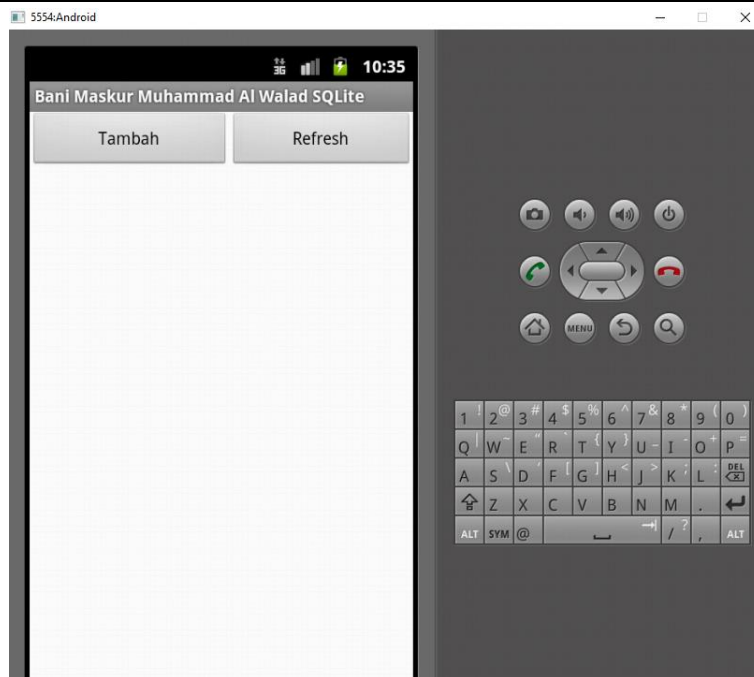 5554:Android
3G 10:35
Bani Maskur Muhammad Al Walad SQLite
Tambah Refresh
MENU
1 ! 2 @ 3 # 4 $ 5 % 6 ^ 7 & 8 * 9 ( 0 )
Q | W ~ E " R ` T { Y } U _ I - O + P =
A S \ D ' F [ G ] H < J > K ; L : DEL
Z X C V B N M .
ALT SYM @ / ? , ALT